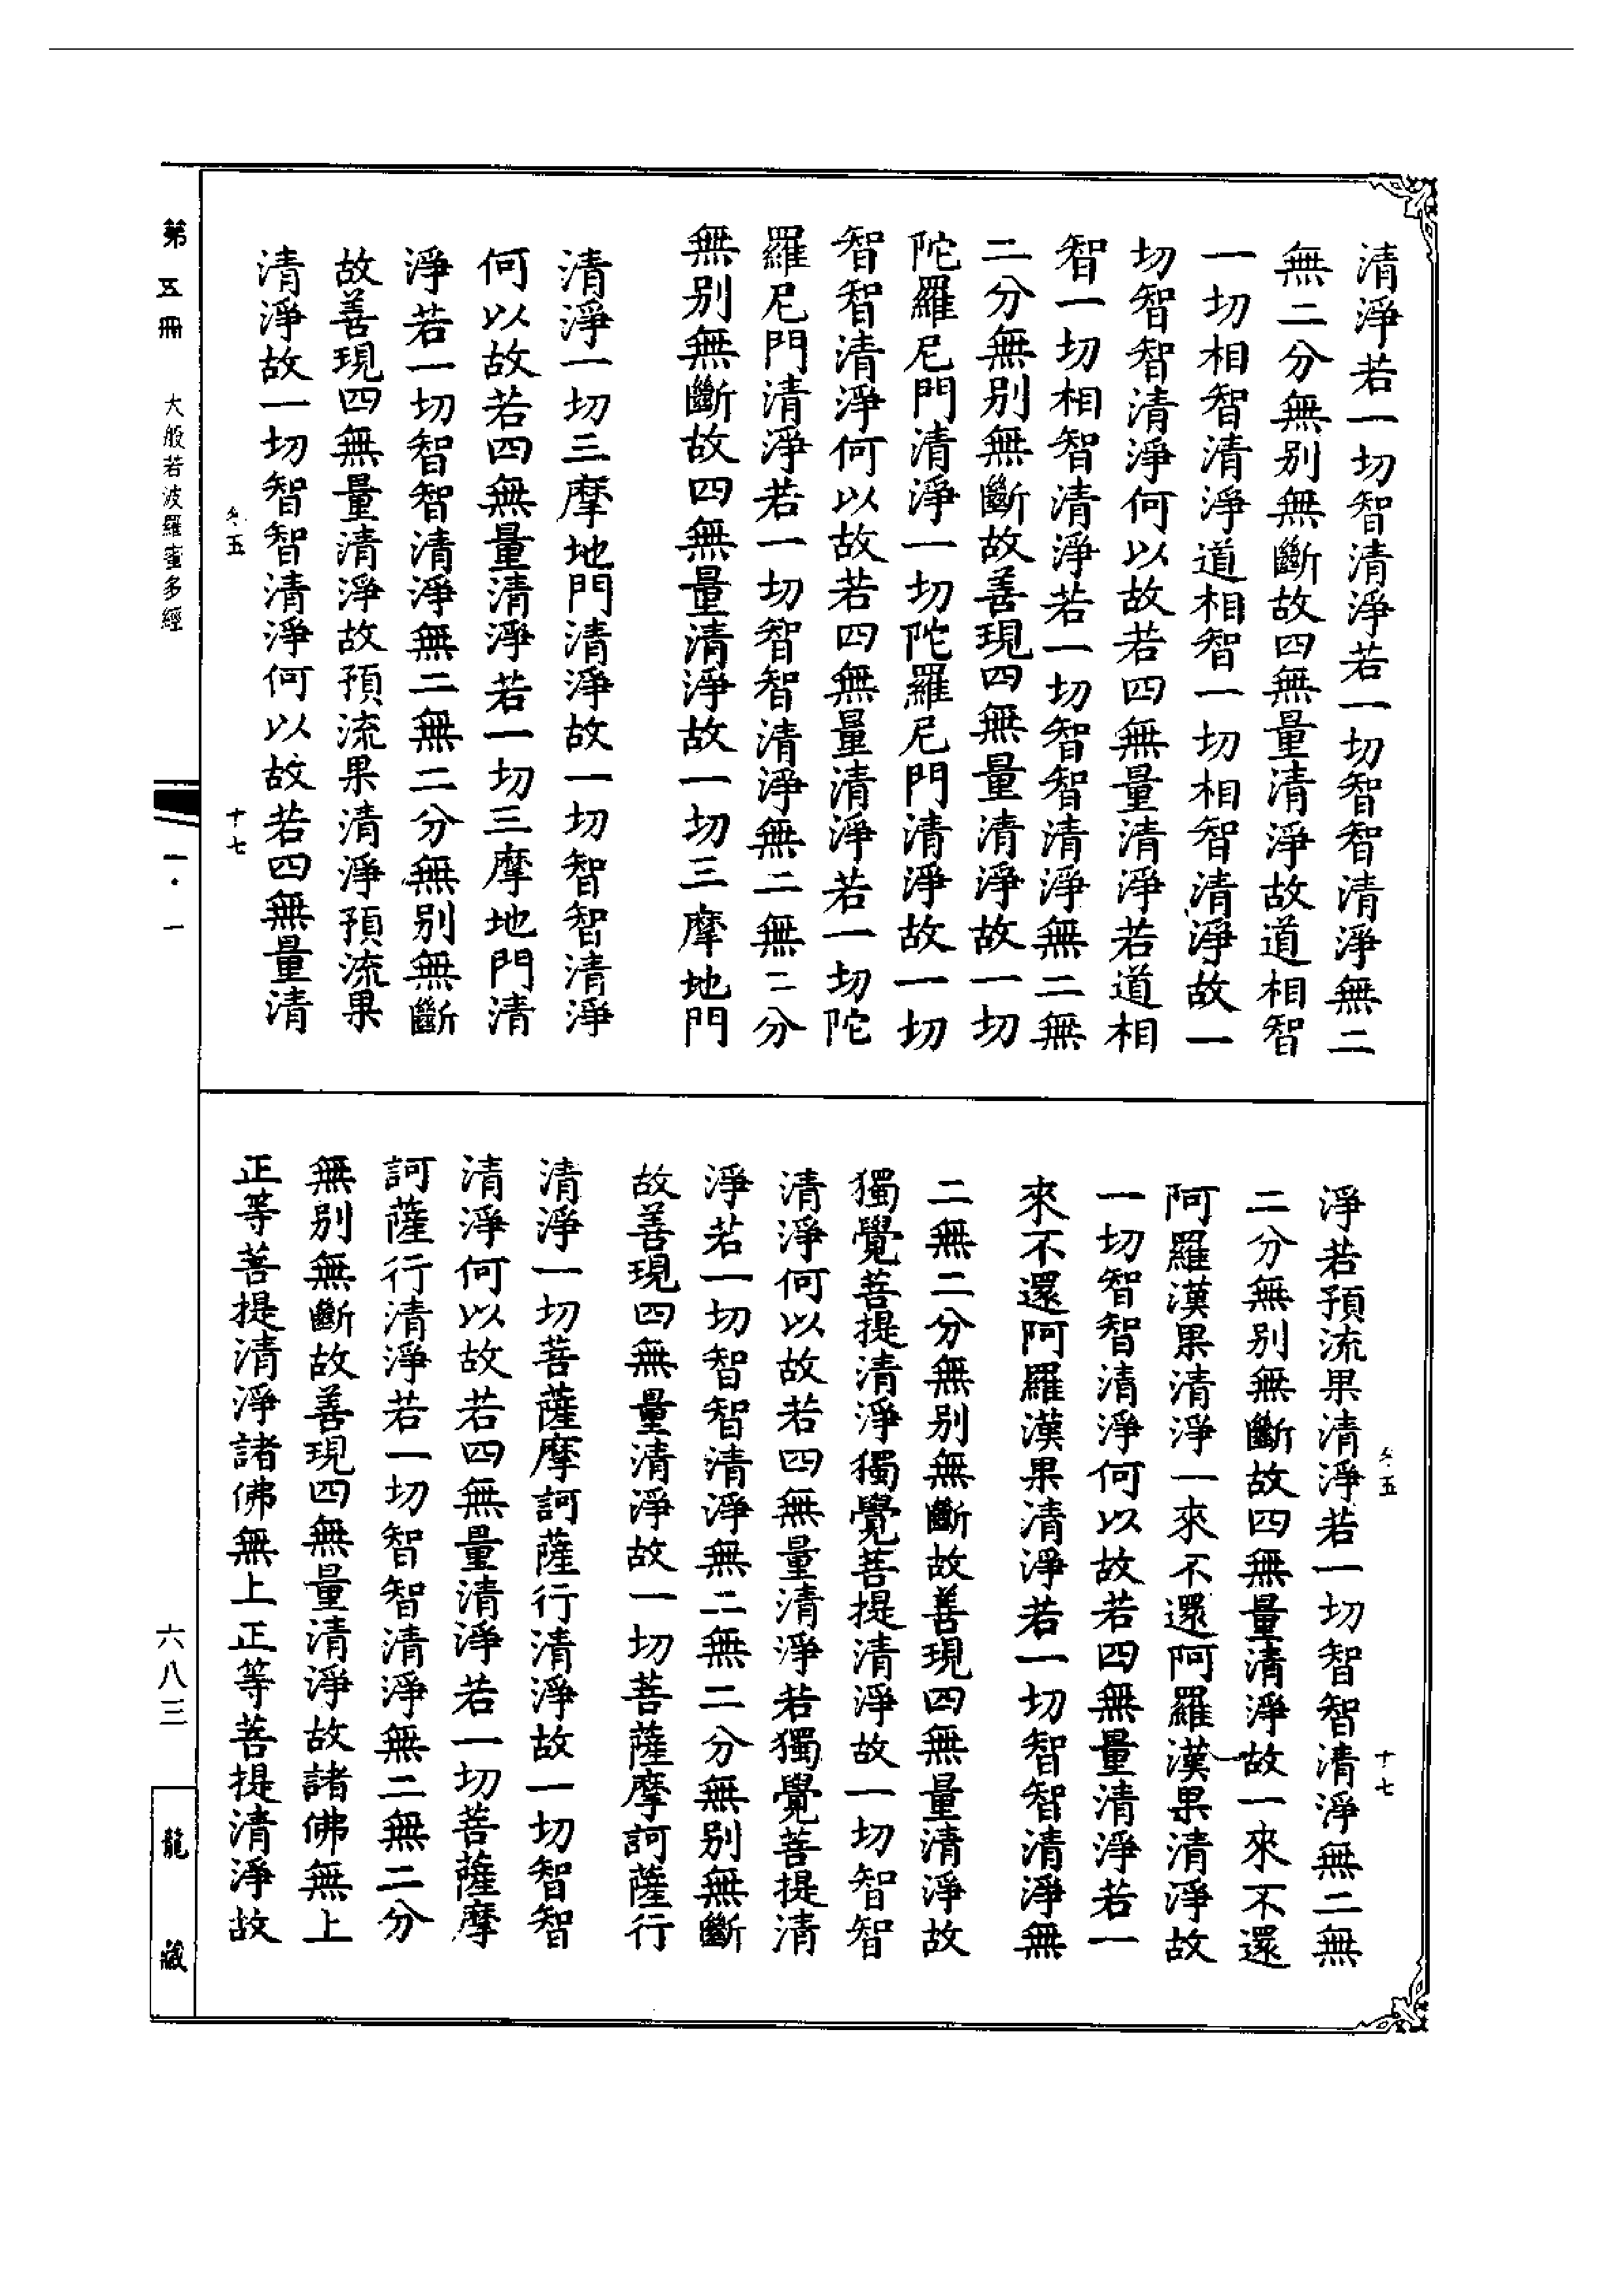 清淨若一切智清淨若一切智智清淨無二
無二分無別無斷故四無量清淨故道相智
一切相智清淨道相智一切相智清淨故一
切智智清淨何以故若四無量清淨若道相
智一切相智清淨若一切智智清淨無二無
二分無別無斷故善現四無量清淨故一切
陀羅尼門清淨一切陀羅尼門清淨故一切
智智清淨何以故若四無量清淨若一切陀
羅尼門清淨若一切智智清淨無二無二分
無別無斷故四無量清淨故一切三摩地門
清淨一切三摩地門清淨故一切智智清淨
何以故若四無量清淨若一切三摩地門清
淨若一切智智清淨無二無二分無別無斷
故善現四無量清淨故預流果清淨預流果
清淨故一切智智清淨何以故若四無量清
五
十七
淨若預流果清淨若一切智智清淨無二無
二分無別無斷故四無量清淨故一來不還
阿羅漢果清淨一來不還阿羅漢果清淨故
一切智智清淨何以故若四無量清淨若一
來不還阿羅漢果清淨若一切智智清淨無
二無二分無別無斷故善現四無量清淨故
獨覺菩提清淨獨覺菩提清淨故一切智智
清淨何以故若四無量清淨若獨覺菩提清
淨若一切智智清淨無二無二分無別無斷
故善現四無量清淨故一切菩薩摩訶薩行
清淨一切菩薩摩訶薩行清淨故一切智智
清淨何以故若四無量清淨若一切菩薩摩
訶薩行清淨若一切智智清淨無二無二分
無別無斷故善現四無量清淨故諸佛無上
正等菩提清淨諸佛無上正等菩提清淨故
五
十七
第五冊
大般若波羅蜜多經
一·一
六八三
龍藏